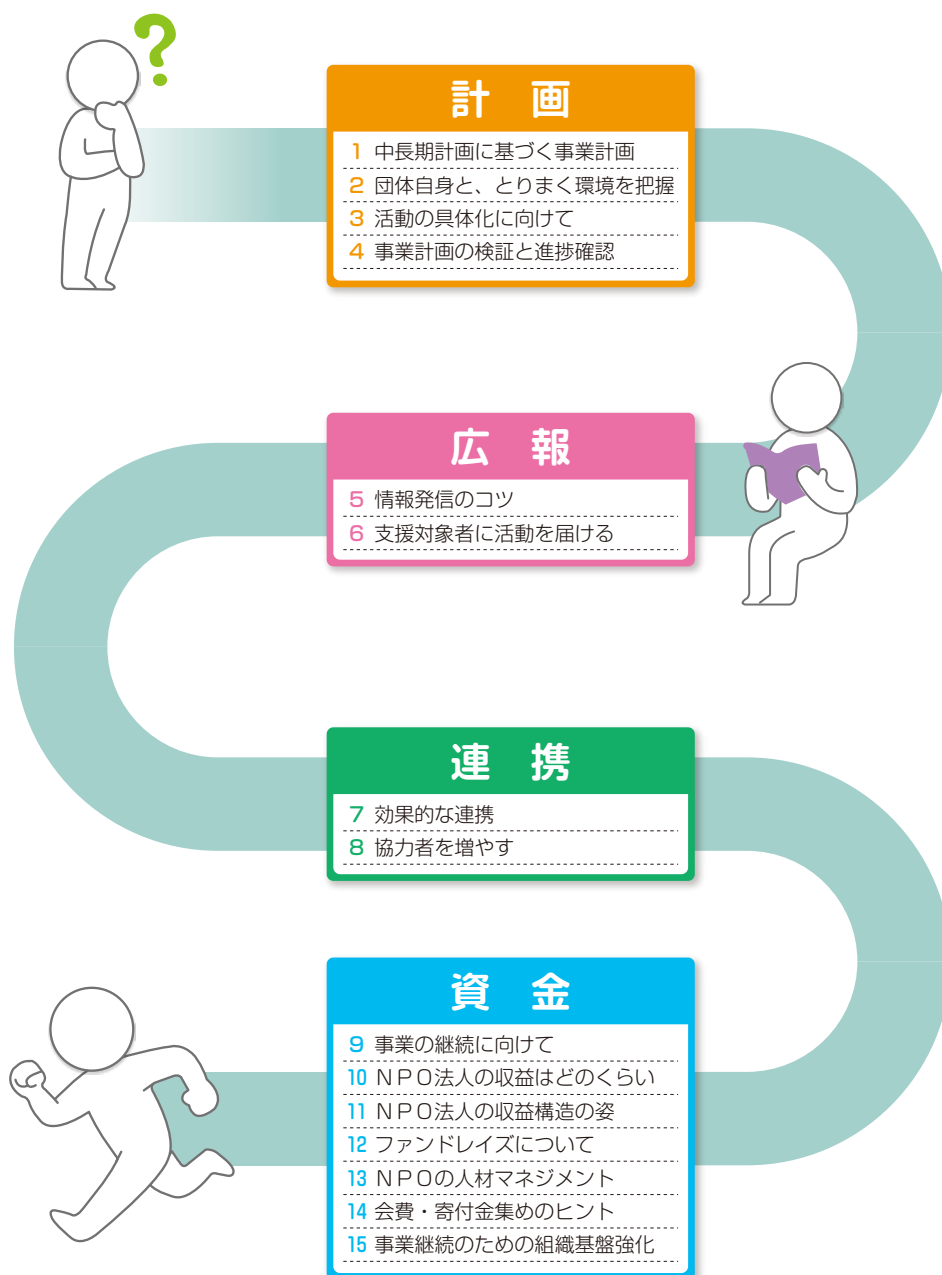 ?
計 画
1 中長期計画に基づく事業計画
2 団体自身と、とりまく環境を把握
3 活動の具体化に向けて
4 事業計画の検証と進捗確認
広 報
5 情報発信のコツ
6 支援対象者に活動を届ける
連 携
7 効果的な連携
8 協力者を増やす
資 金
9 事業の継続に向けて
10 ＮＰＯ法人の収益はどのくらい
11 ＮＰＯ法人の収益構造の姿
12 ファンドレイズについて
13 ＮＰＯの人材マネジメント
14 会費・寄付金集めのヒント
15 事業継続のための組織基盤強化